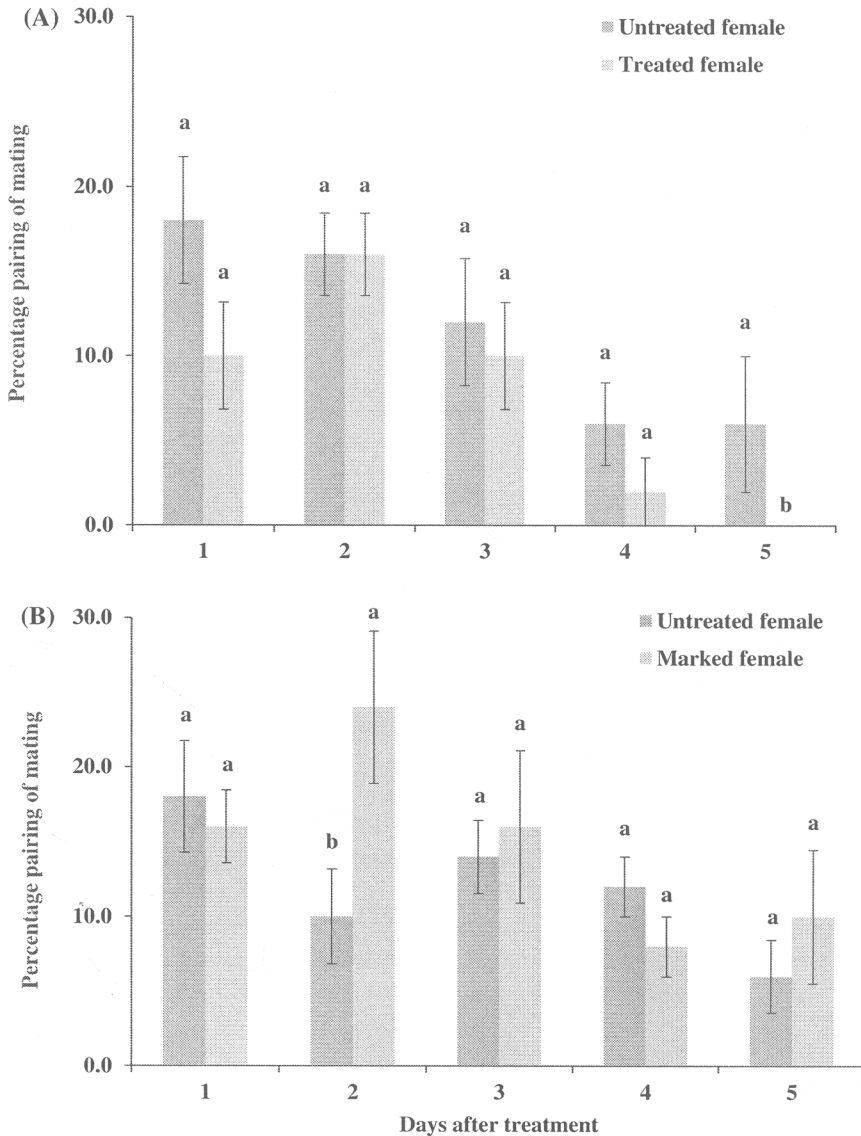 (A)
30.0
Untreated female
Treated female
a
a
a
20.0
a
a
a
a
a
10.0
a
b
0.0
1 2 3 4 5
Percentage pairing of mating
(B)
30.0
Untreated female
Marked female
a
a
a
a
20.0
b
a
a
a
a
a
10.0
0.0
1 2 3 4 5
Percentage pairing of mating
Days after treatment